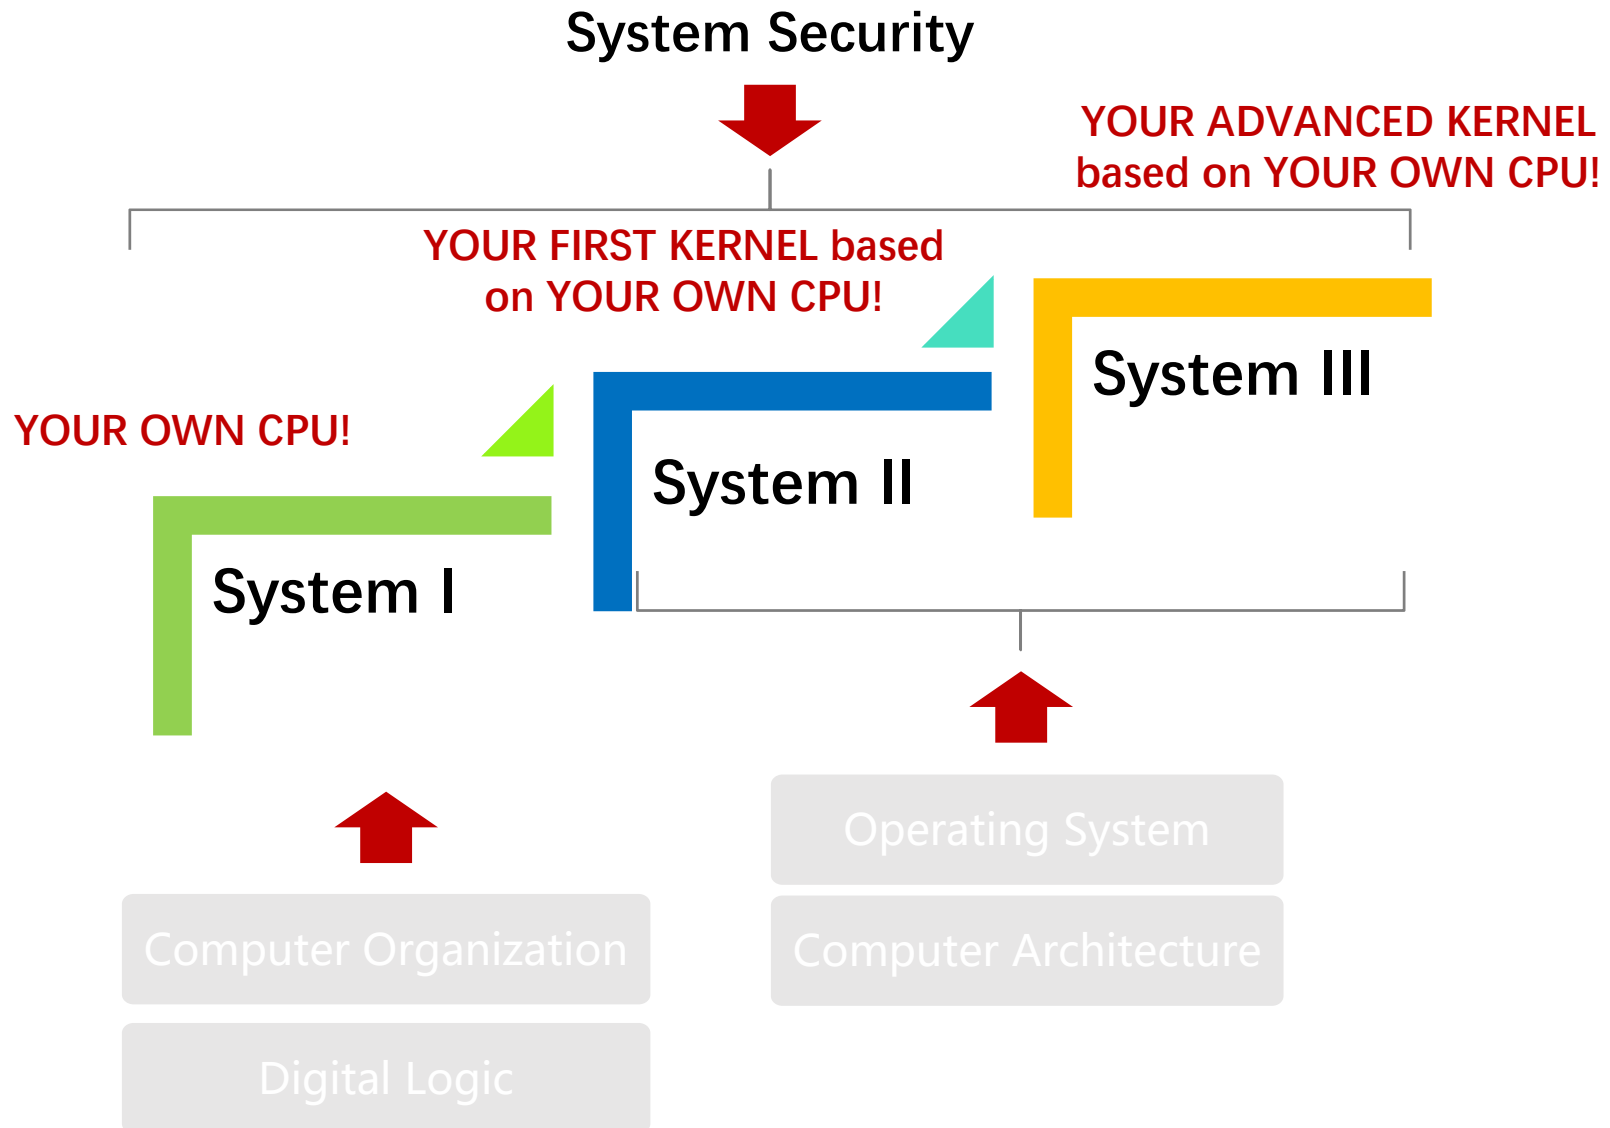 System Security
YOUR ADVANCED KERNEL
based on YOUR OWN CPU!
YOUR FIRST KERNEL based
on YOUR OWN CPU!
System III
YOUR OWN CPU!
System II
System I
Operating System
Computer Architecture
Computer Organization
Digital Logic